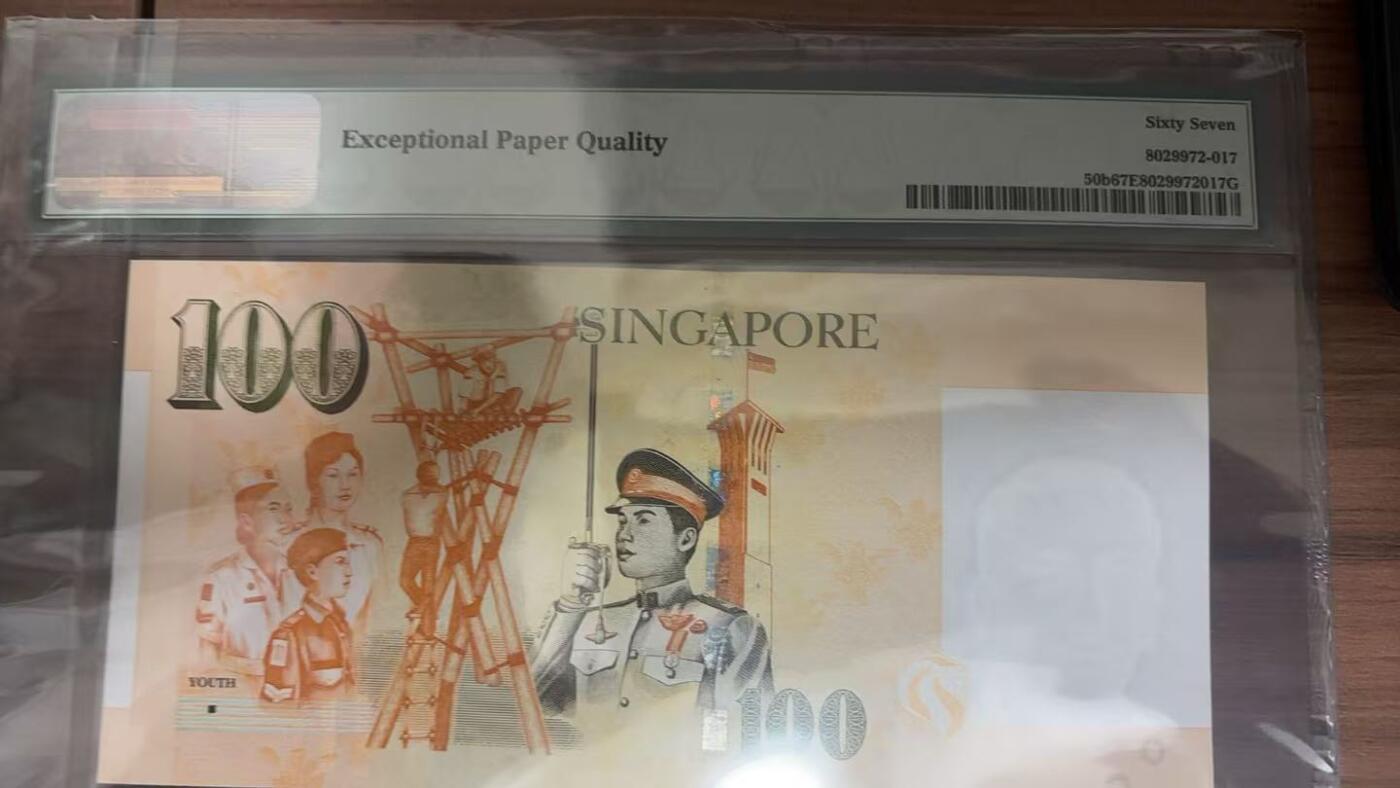 Exceptional Paper Quality
Sixty Seven
8029972-017
50b67E8029972017G
100
SINGAPORE
YOUTH
100